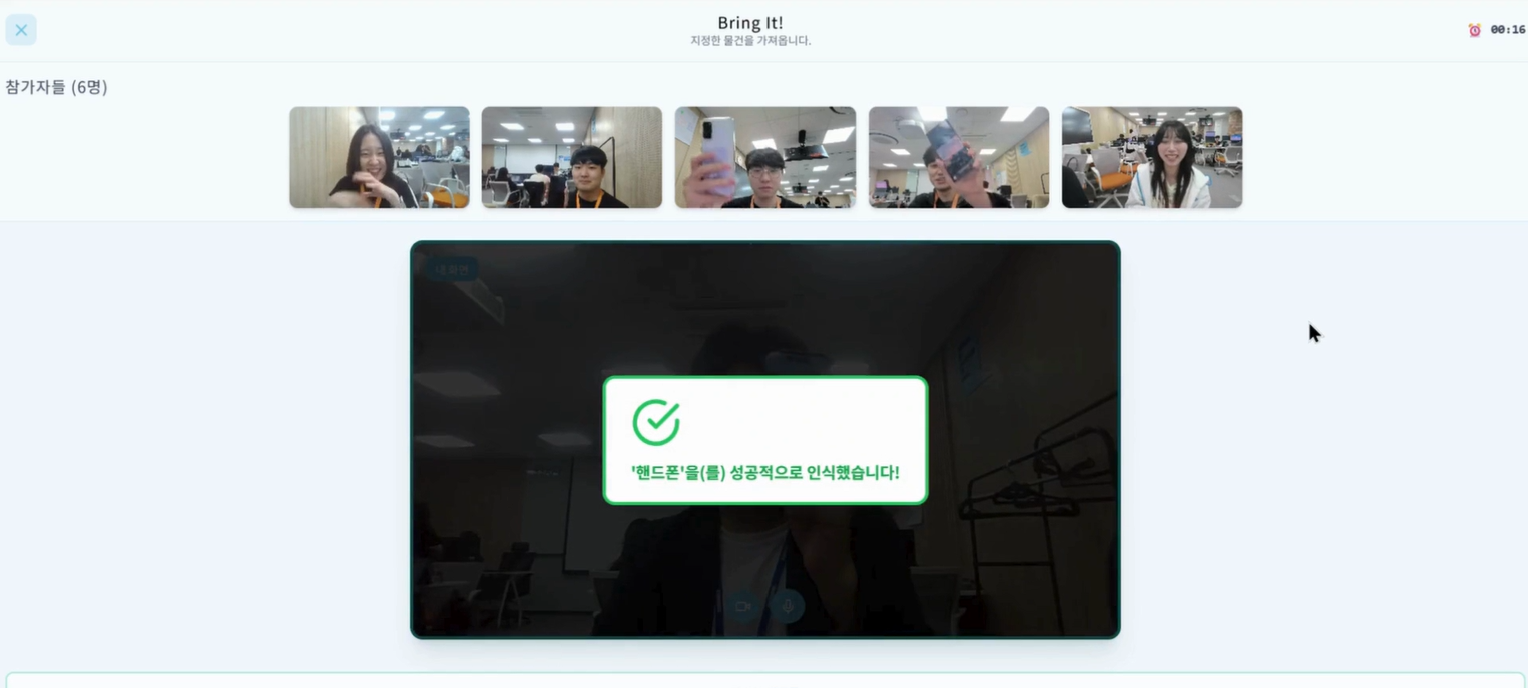 Bring It!
지정한 물건을 가져옵니다.
00:16
참가자들 (6명)
내 화면
'핸드폰'을(를) 성공적으로 인식했습니다!